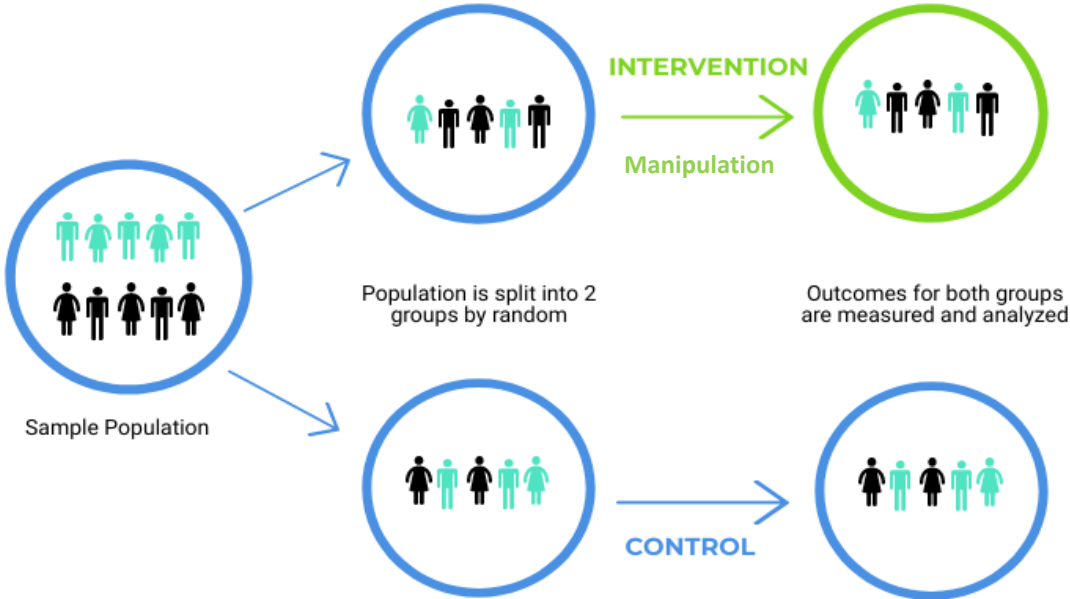 INTERVENTION
Manipulation
Population is split into 2
groups by random
Outcomes for both groups
are measured and analyzed
Sample Population
CONTROL